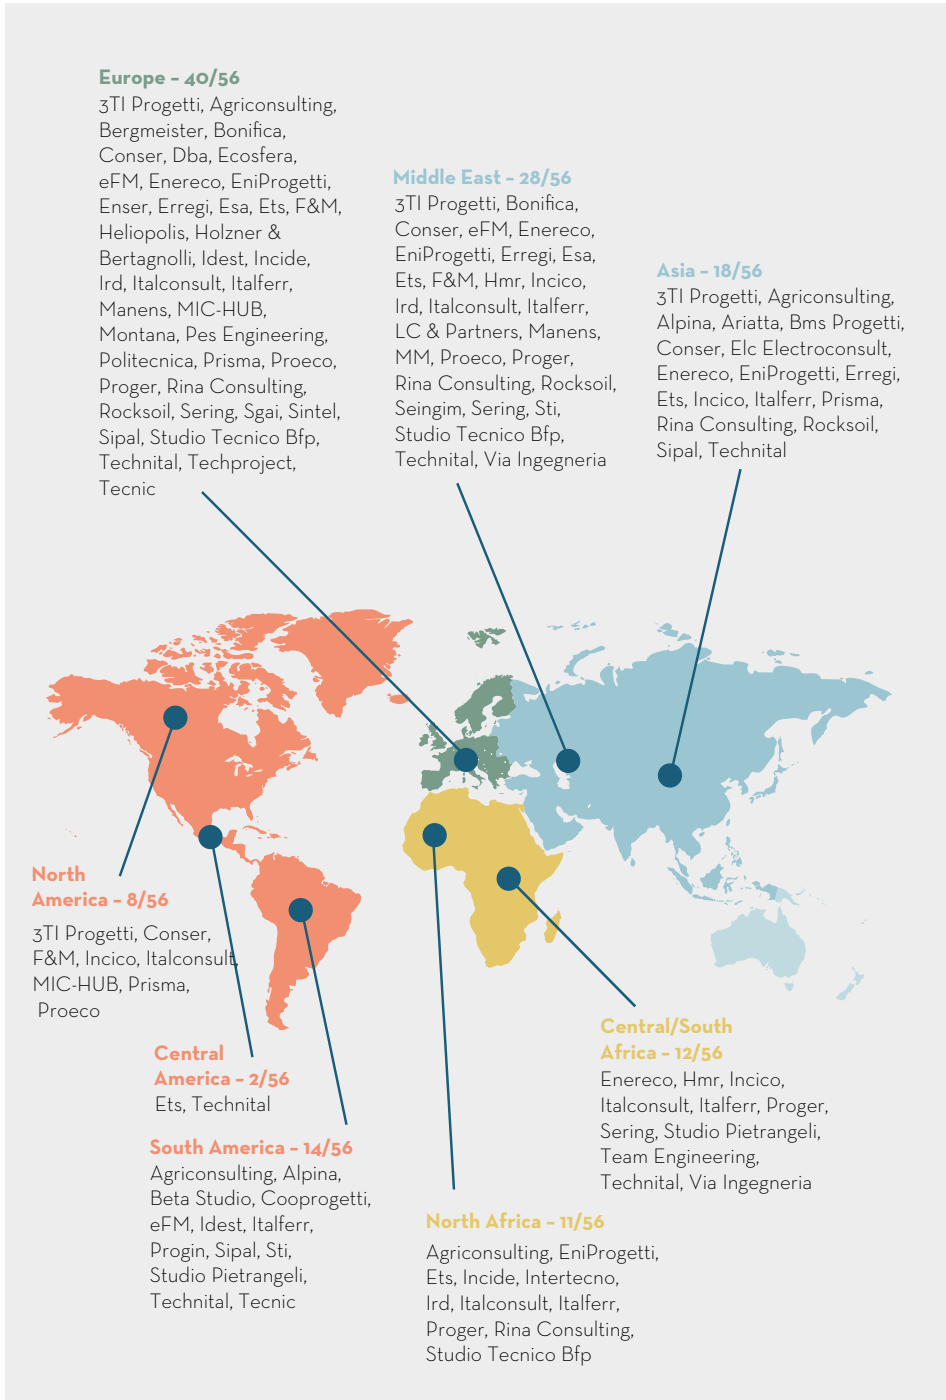 Europe – 40/56
3TI Progetti, Agriconsulting,
Bergmeister, Bonifica,
Conser, Dba, Ecosfera,
eFM, Enereco, EniProgetti,
Enser, Erregi, Esa, Ets, F&M,
Heliopolis, Holzner &
Bertagnolli, Idest, Incide,
Ird, Italconsult, Italferr,
Manens, MIC-HUB,
Montana, Pes Engineering,
Politecnica, Prisma, Proeco,
Proger, Rina Consulting,
Rocksoil, Sering, Sgai, Sintel,
Sipal, Studio Tecnico Bfp,
Technital, Techproject,
Tecnic
Middle East – 28/56
3TI Progetti, Bonifica,
Conser, eFM, Enereco,
EniProgetti, Erregi, Esa,
Ets, F&M, Hmr, Incico,
Ird, Italconsult, Italferr,
LC & Partners, Manens,
MM, Proeco, Proger,
Rina Consulting, Rocksoil,
Seingim, Sering, Sti,
Studio Tecnico Bfp,
Technital, Via Ingegneria
Asia – 18/56
3TI Progetti, Agriconsulting,
Alpina, Ariatta, Bms Progetti,
Conser, Elc Electroconsult,
Enereco, EniProgetti, Erregi,
Ets, Incico, Italferr, Prisma,
Rina Consulting, Rocksoil,
Sipal, Technital
North
America – 8/56
3TI Progetti, Conser,
F&M, Incico, Italconsult,
MIC-HUB, Prisma,
Proeco
Central
America – 2/56
Ets, Technital
South America – 14/56
Agriconsulting, Alpina,
Beta Studio, Cooprogetti,
eFM, Idest, Italferr,
Progin, Sipal, Sti,
Studio Pietrangeli,
Technital, Tecnic
Central/South
Africa – 12/56
Enereco, Hmr, Incico,
Italconsult, Italferr, Proger,
Sering, Studio Pietrangeli,
Team Engineering,
Technital, Via Ingegneria
North Africa – 11/56
Agriconsulting, EniProgetti,
Ets, Incide, Intertecno,
Ird, Italconsult, Italferr,
Proger, Rina Consulting,
Studio Tecnico Bfp